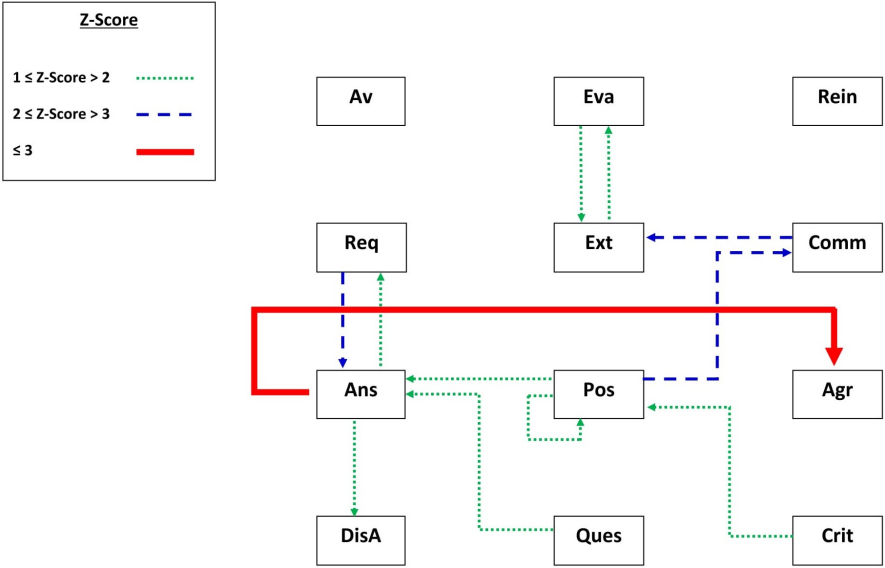 Z-Score
1 ≤ Z-Score > 2
2 ≤ Z-Score > 3
≤ 3
Av
Eva
Rein
Req
Ext
Comm
Ans
Pos
Agr
DisA
Ques
Crit